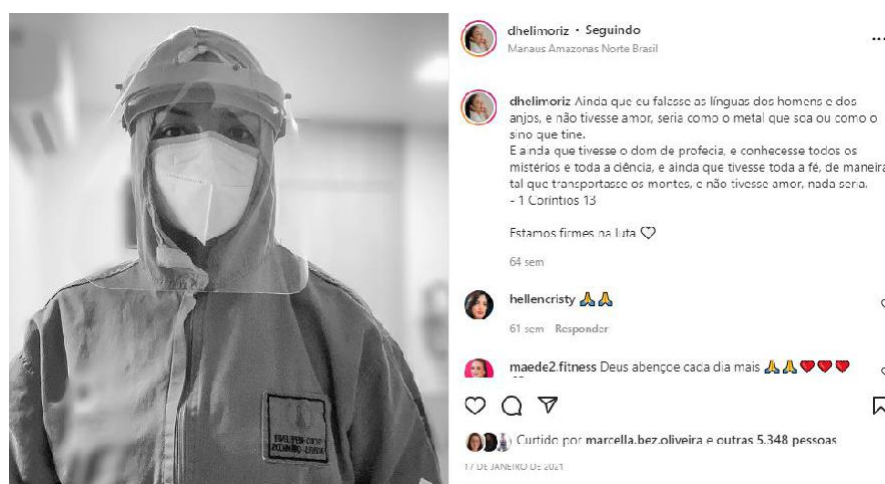 dhelimoriz • Seguindo
Manaus Amazonas Norte Brasil
dhelimoriz Ainda que eu falasse as línguas dos homens e dos
anjos, e não tivesse amor, seria como o metal que soa ou como o
sino que tine.
E ainda que tivesse o dom de profecia, e conhecesse todos os
mistérios e toda a ciência, e ainda que tivesse toda a fé, de maneira
tal que transportasse os montes, e não tivesse amor, nada seria.
- 1 Coríntios 13
Estamos firmes na luta
64 sem
hellencristy 🙏🙏
61 sem Responder
maede2.fitness Deus abençoe cada dia mais 🙏🙏❤️❤️❤️
Curtido por marcella.bez.oliveira e outras 5.348 pessoas
17 DE JANEIRO DE 2021